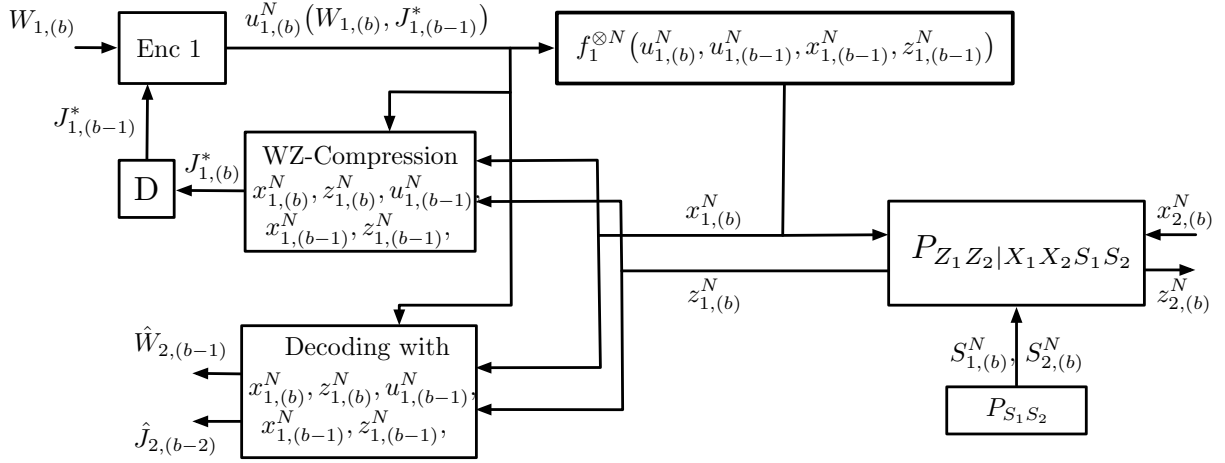 W_{1,(b)}
Enc 1
u^N_{1,(b)}(W_{1,(b)}, J^*_{1,(b-1)})
f_1^{⊗N}(u^N_{1,(b)}, u^N_{1,(b-1)}, x^N_{1,(b-1)}, z^N_{1,(b-1)})
J^*_{1,(b-1)}
D
J^*_{1,(b)}
WZ-Compression
x^N_{1,(b)}, z^N_{1,(b)}, u^N_{1,(b-1)},
x^N_{1,(b-1)}, z^N_{1,(b-1)},
x^N_{1,(b)}
z^N_{1,(b)}
P_{Z_1Z_2|X_1X_2S_1S_2}
x^N_{2,(b)}
z^N_{2,(b)}
S^N_{1,(b)}, S^N_{2,(b)}
P_{S_1S_2}
Ŵ_{2,(b-1)}
Ĵ_{2,(b-2)}
Decoding with
x^N_{1,(b)}, z^N_{1,(b)}, u^N_{1,(b-1)},
x^N_{1,(b-1)}, z^N_{1,(b-1)},